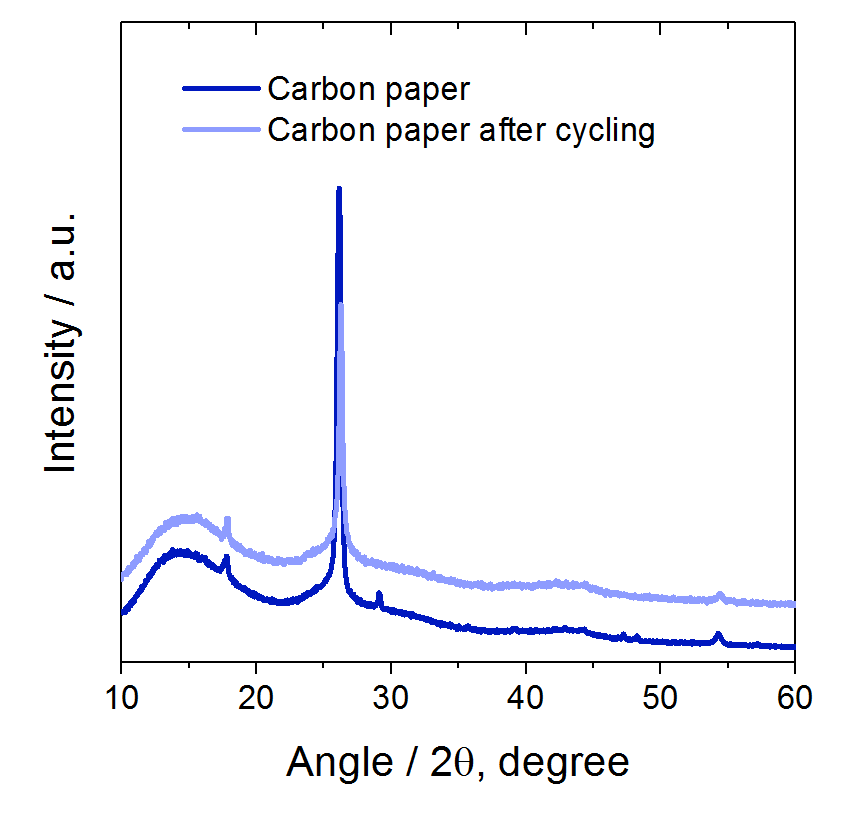 Carbon paper
Carbon paper after cycling
Intensity / a.u.
10 20 30 40 50 60
Angle / 2θ, degree